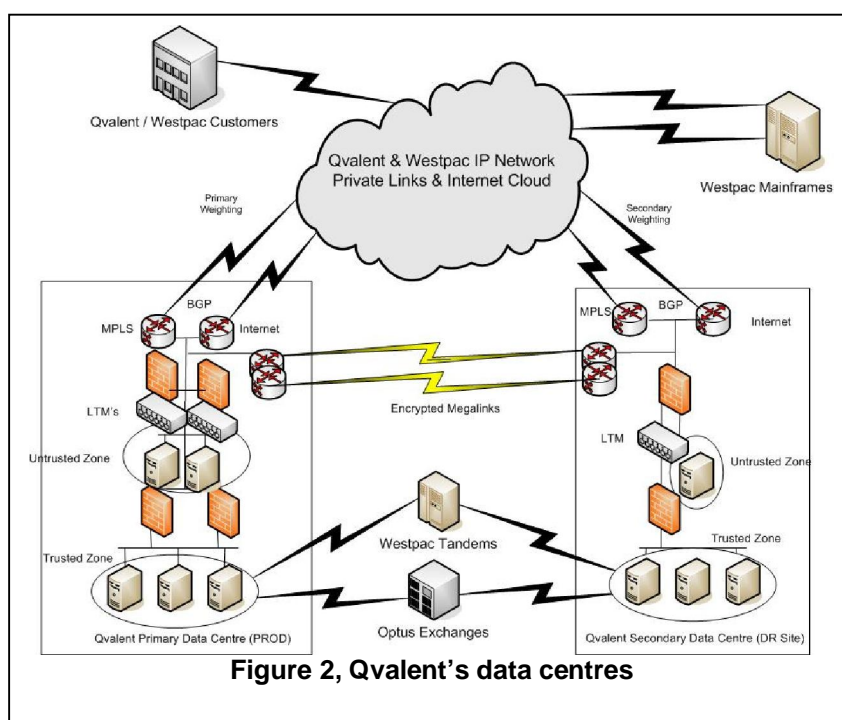 Qvalent / Westpac Customers
Qvalent & Westpac IP Network
Private Links & Internet Cloud
Westpac Mainframes
Primary
Weighting
Secondary
Weighting
BGP
MPLS
Internet
BGP
MPLS
Internet
LTM's
Encrypted Megalinks
LTM
Untrusted Zone
Untrusted Zone
Westpac Tandems
Trusted Zone
Trusted Zone
Qvalent Primary Data Centre (PROD)
Optus Exchanges
Qvalent Secondary Data Centre (DR Site)
Figure 2, Qvalent's data centres